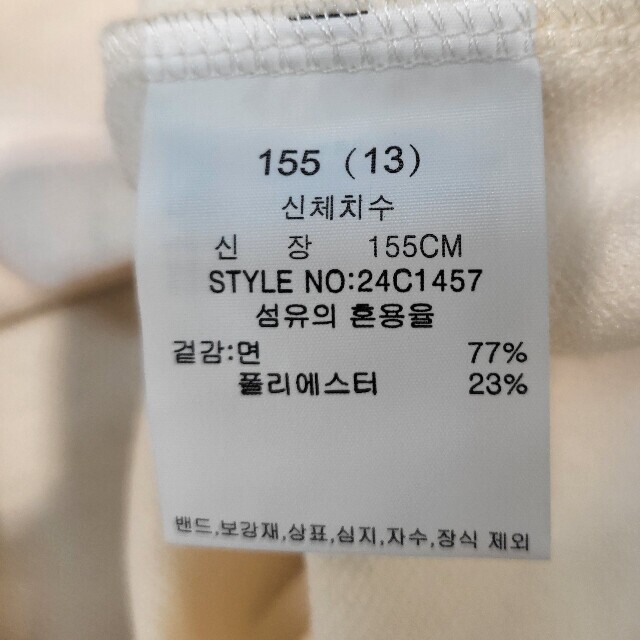 155 (13)
신체치수
신 장 155CM
STYLE NO:24C1457
섬유의 혼용율
겉감:면 77%
폴리에스터 23%
밴드,보강재,상표,심지,자수,장식 제외